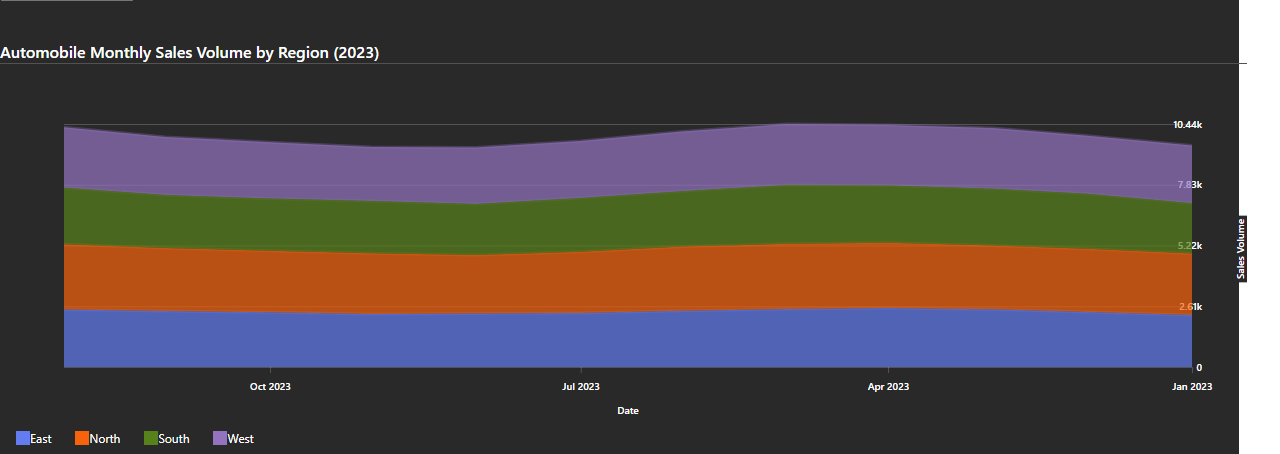 Automobile Monthly Sales Volume by Region (2023)
10.44k
7.83k
5.22k
2.61k
0
Sales Volume
Oct 2023
Jul 2023
Apr 2023
Jan 2023
Date
East
North
South
West